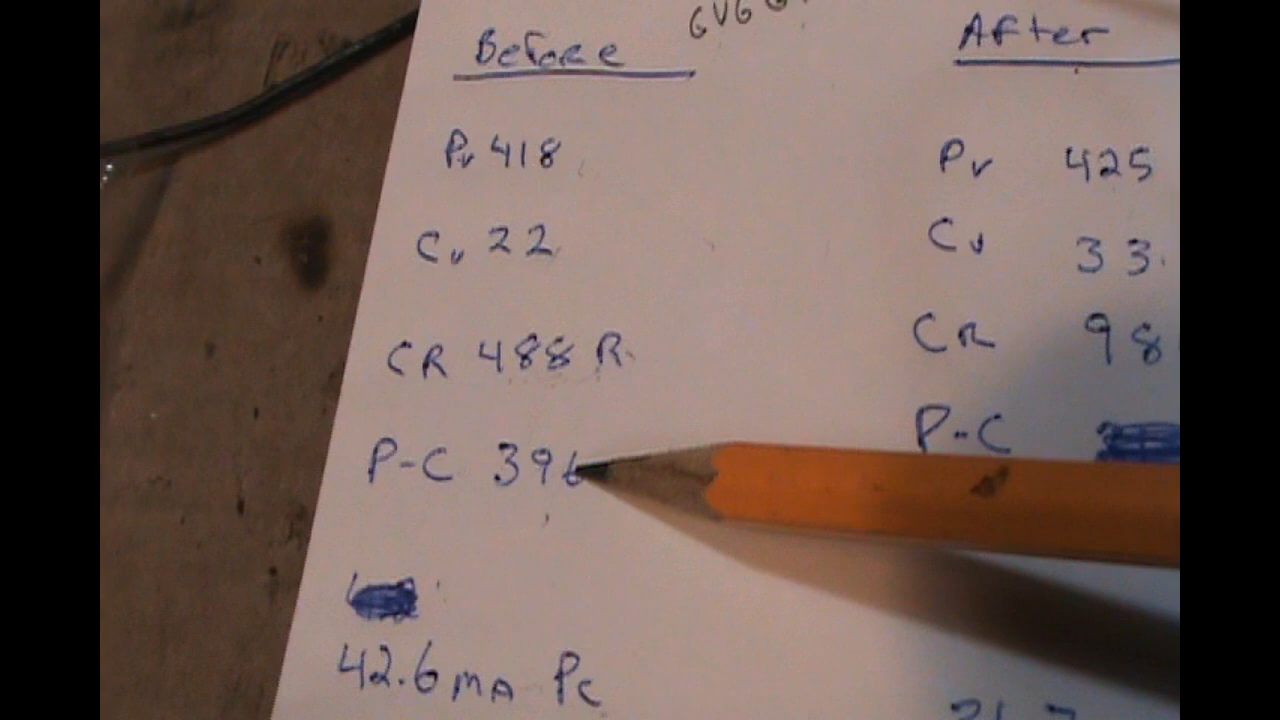 Before
Pv 418
Cv 22
CR 488 R.
P-C 396
42.6 mA Pc
After
Pv 425
Cv 33.
CR 98
P-C